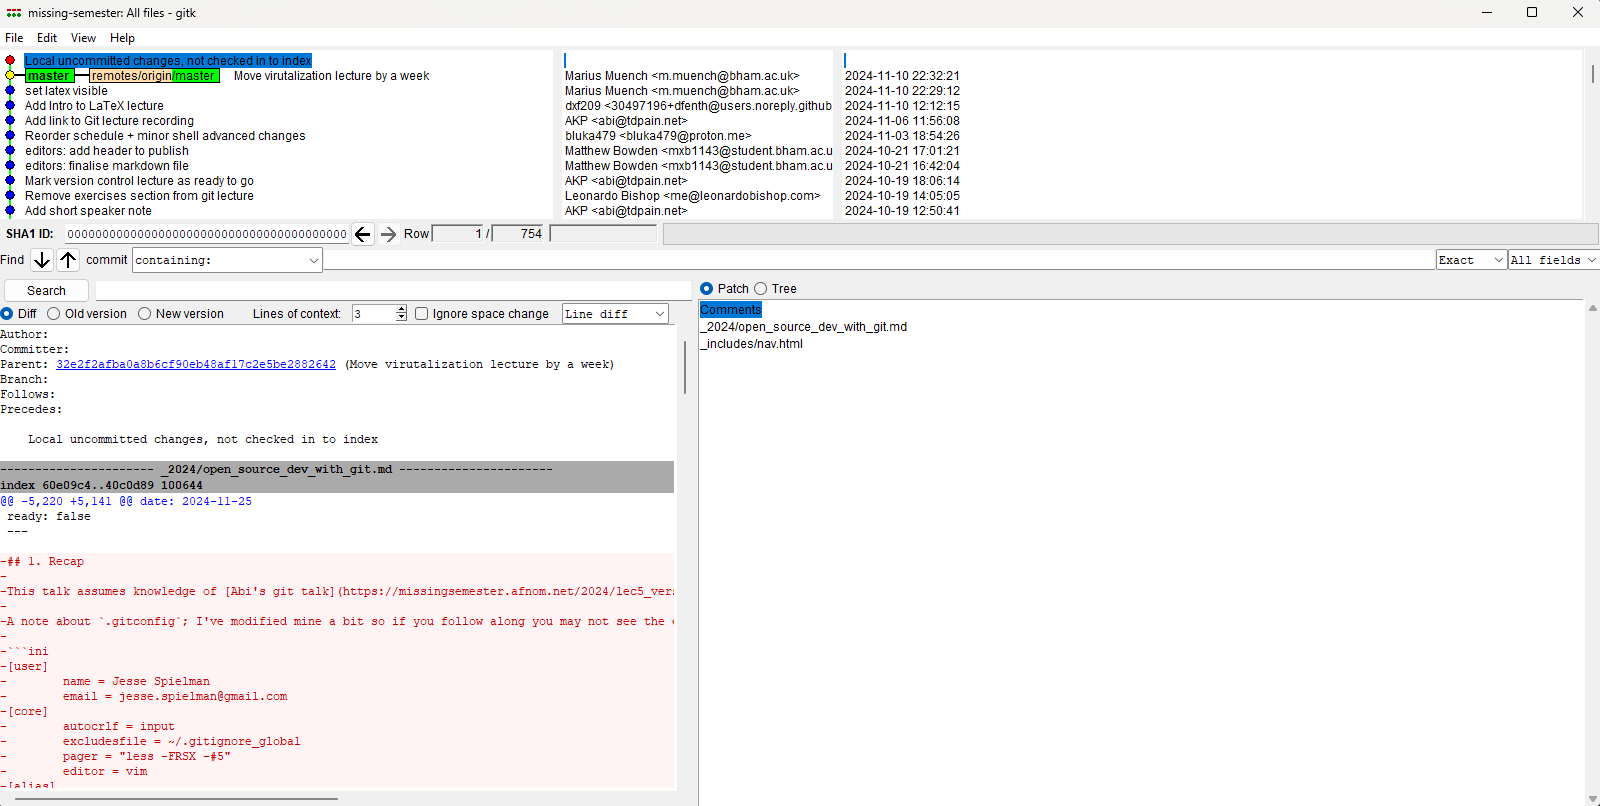 missing-semester: All files - gitk
File Edit View Help
Local uncommitted changes, not checked in to index
master remotes/origin/master Move virutalization lecture by a week Marius Muench <m.muench@bham.ac.uk> 2024-11-10 22:32:21
set latex visible Marius Muench <m.muench@bham.ac.uk> 2024-11-10 22:29:12
Add Intro to LaTeX lecture dxf209 <30497196+dfenth@users.noreply.github 2024-11-10 12:12:15
Add link to Git lecture recording AKP <abi@tdpain.net> 2024-11-06 11:56:08
Reorder schedule + minor shell advanced changes bluka479 <bluka479@proton.me> 2024-11-03 18:54:26
editors: add header to publish Matthew Bowden <mxb1143@student.bham.ac.u 2024-10-21 17:01:21
editors: finalise markdown file Matthew Bowden <mxb1143@student.bham.ac.u 2024-10-21 16:42:04
Mark version control lecture as ready to go AKP <abi@tdpain.net> 2024-10-19 18:06:14
Remove exercises section from git lecture Leonardo Bishop <me@leonardobishop.com> 2024-10-19 14:05:05
Add short speaker note AKP <abi@tdpain.net> 2024-10-19 12:50:41
SHA1 ID: 0000000000000000000000000000000000000000 Row 1 / 754
Find commit containing: Exact All fields
Search
Diff Old version New version Lines of context: 3 Ignore space change Line diff
Patch Tree
Author:
Committer:
Parent: 32e2f2afba0a8b6cf90eb48af17c2e5be2882642 (Move virutalization lecture by a week)
Branch:
Follows:
Precedes:
Local uncommitted changes, not checked in to index
---------------------- _2024/open_source_dev_with_git.md ----------------------
index 60e09c4..40c0d89 100644
@@ -5,220 +5,141 @@ date: 2024-11-25
ready: false
---
-## 1. Recap
-
-This talk assumes knowledge of [Abi's git talk](https://missingsemester.afnom.net/2024/lec5_ver
-
-A note about `.gitconfig`; I've modified mine a bit so if you follow along you may not see the
-
-```ini
-[user]
- name = Jesse Spielman
- email = jesse.spielman@gmail.com
-[core]
- autocrlf = input
- excludesfile = ~/.gitignore_global
- pager = "less -FRSX -#5"
- editor = vim
-[alias]
Comments
_2024/open_source_dev_with_git.md
_includes/nav.html